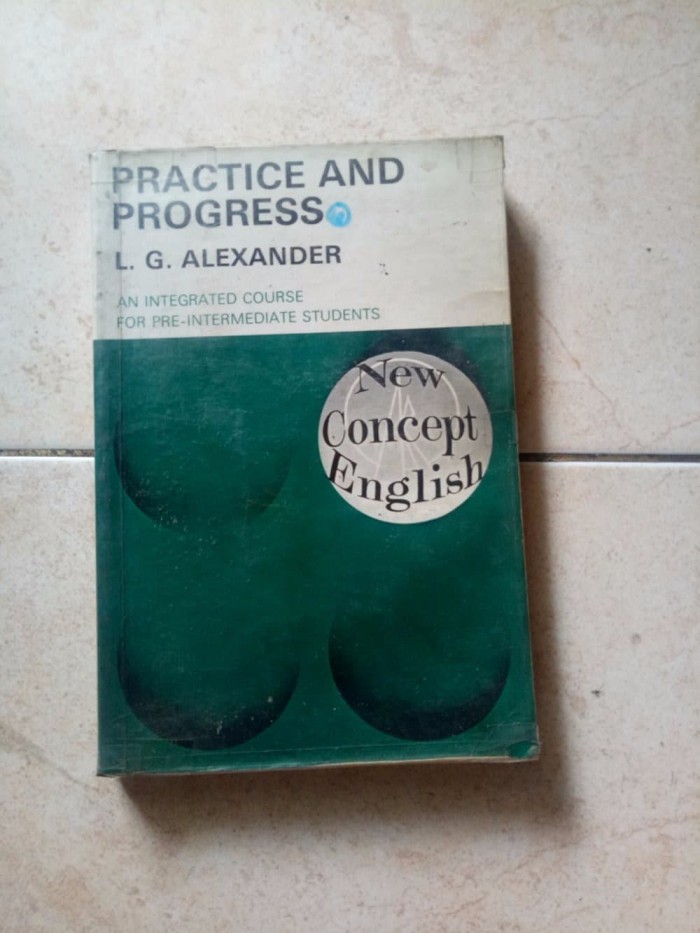 PRACTICE AND
PROGRESS
L. G. ALEXANDER
AN INTEGRATED COURSE
FOR PRE-INTERMEDIATE STUDENTS
New
Concept
English